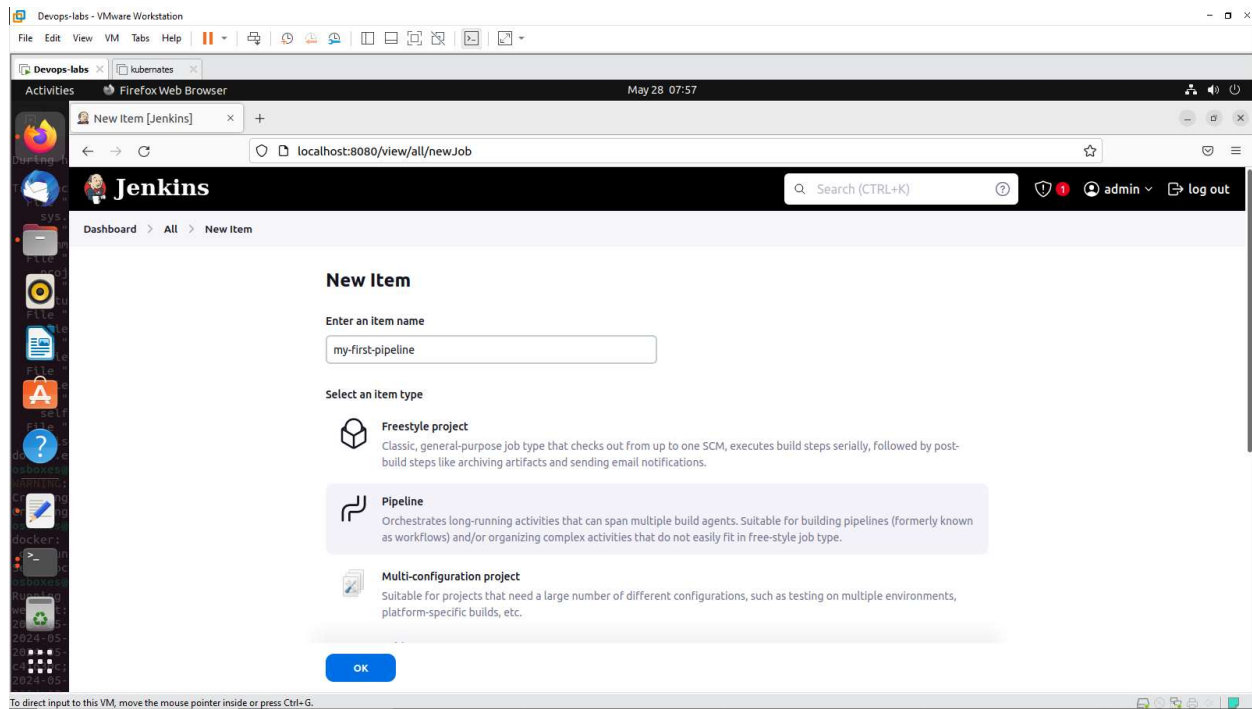 Devops-labs - VMware Workstation
File Edit View VM Tabs Help
Devops-labs kubernates
Activities Firefox Web Browser May 28 07:57
New Item [Jenkins]
localhost:8080/view/all/newJob
Jenkins Search (CTRL+K) 1 admin log out
Dashboard > All > New Item
New Item
Enter an item name
my-first-pipeline
Select an item type
Freestyle project
Classic, general-purpose job type that checks out from up to one SCM, executes build steps serially, followed by post-
build steps like archiving artifacts and sending email notifications.
Pipeline
Orchestrates long-running activities that can span multiple build agents. Suitable for building pipelines (formerly known
as workflows) and/or organizing complex activities that do not easily fit in free-style job type.
Multi-configuration project
Suitable for projects that need a large number of different configurations, such as testing on multiple environments,
platform-specific builds, etc.
OK
To direct input to this VM, move the mouse pointer inside or press Ctrl+G.